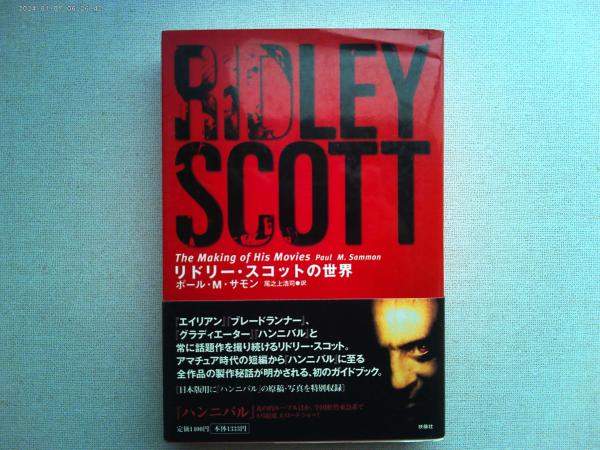 2024-01-07 06:26:42
RIDLEY
SCOTT
The Making of His Movies Paul M. Sammon
リドリー・スコットの世界
ポール・M・サモン 尾之上浩司●訳
『エイリアン』『ブレードランナー』、
『グラディエーター』『ハンニバル』と
常に話題作を撮り続けるリドリー・スコット。
アマチュア時代の短編から『ハンニバル』に至る
全作品の製作秘話が明かされる、初のガイドブック。
[日本版用に『ハンニバル』の原稿・写真を特別収録]
『ハンニバル』
定価1400円 本体1333円
扶桑社